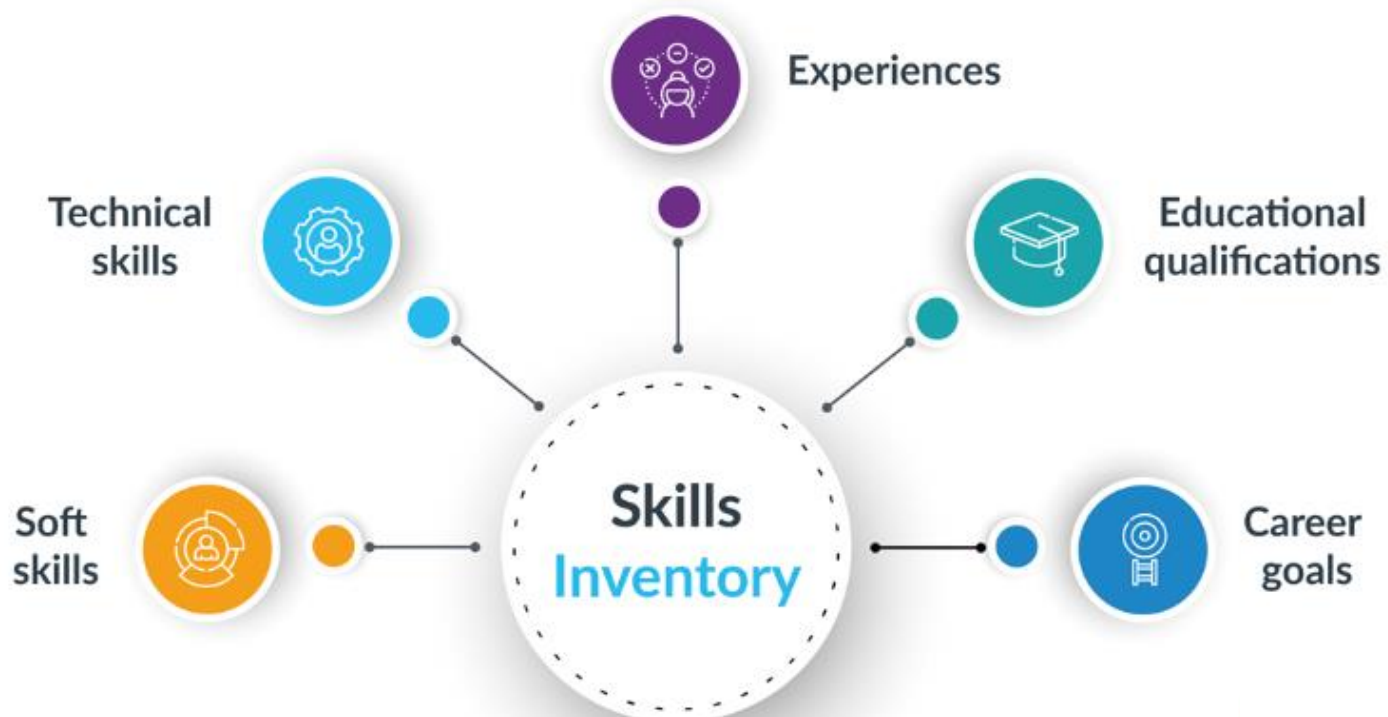 Experiences
Technical
skills
Educational
qualifications
Skills
Inventory
Soft
skills
Career
goals